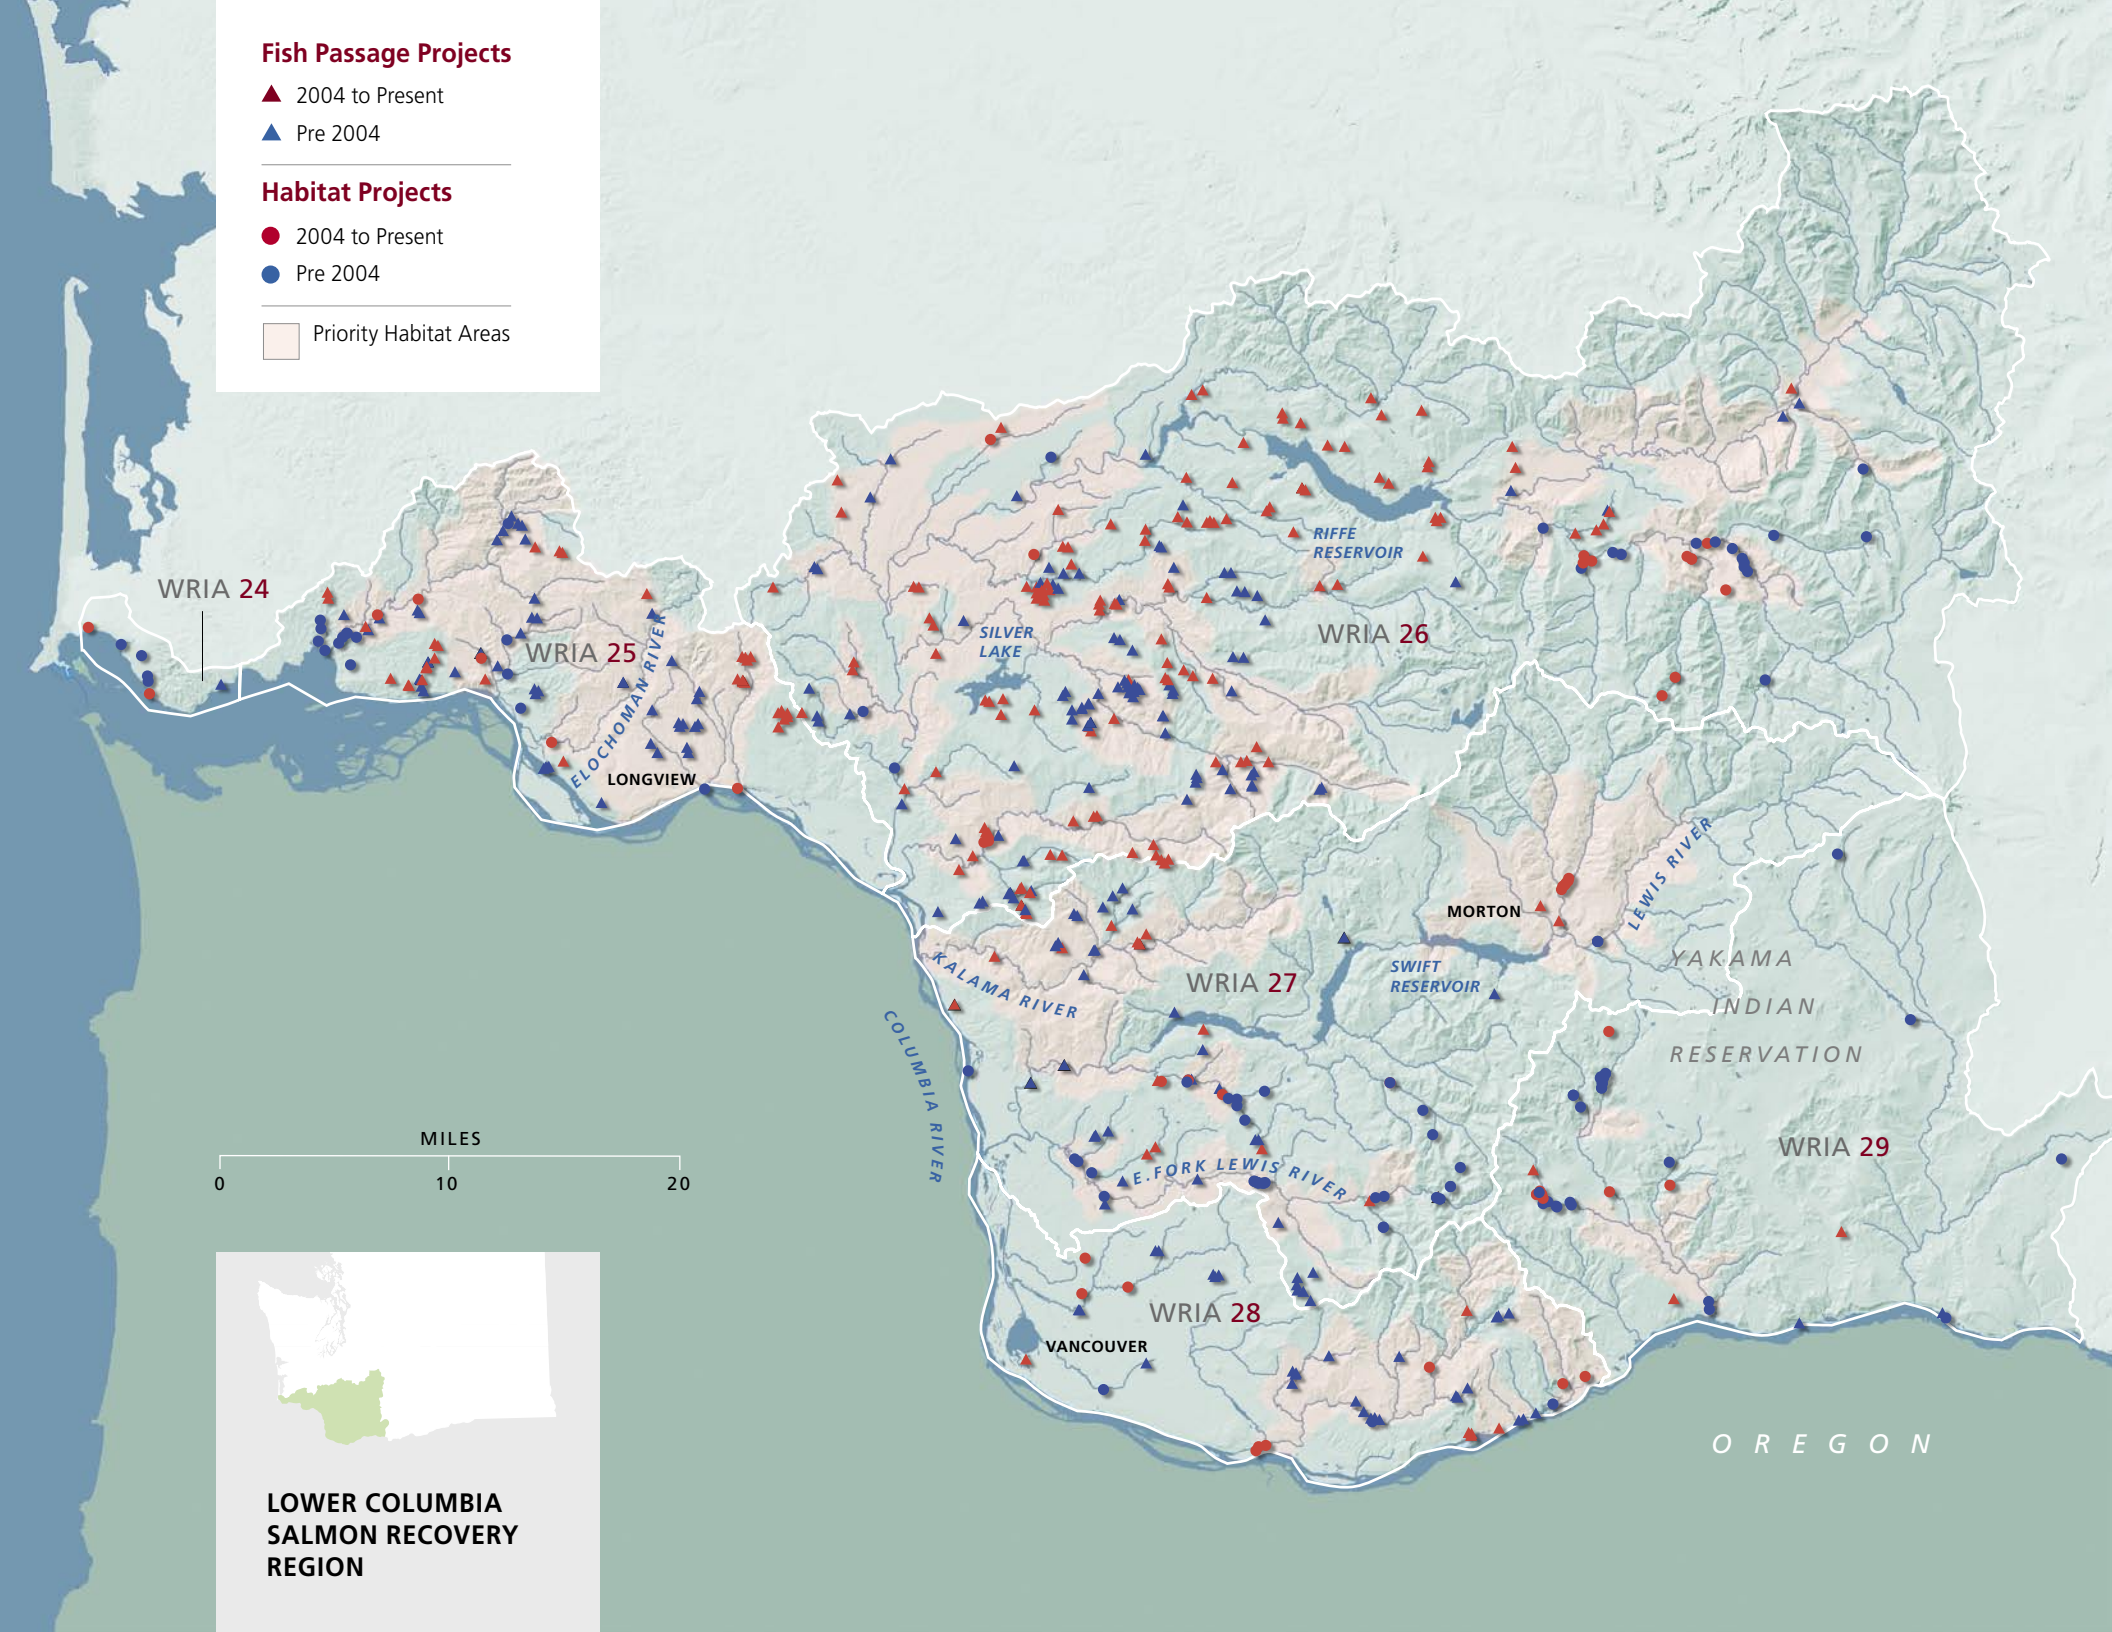 Fish Passage Projects
2004 to Present
Pre 2004
Habitat Projects
2004 to Present
Pre 2004
Priority Habitat Areas
WRIA 24
WRIA 25
ELOCHOMAN RIVER
LONGVIEW
SILVER
LAKE
RIFFE
RESERVOIR
WRIA 26
KALAMA RIVER
COLUMBIA RIVER
WRIA 27
MORTON
SWIFT
RESERVOIR
LEWIS RIVER
YAKAMA
INDIAN
RESERVATION
WRIA 29
E. FORK LEWIS RIVER
WRIA 28
VANCOUVER
OREGON
MILES
0 10 20
LOWER COLUMBIA
SALMON RECOVERY
REGION